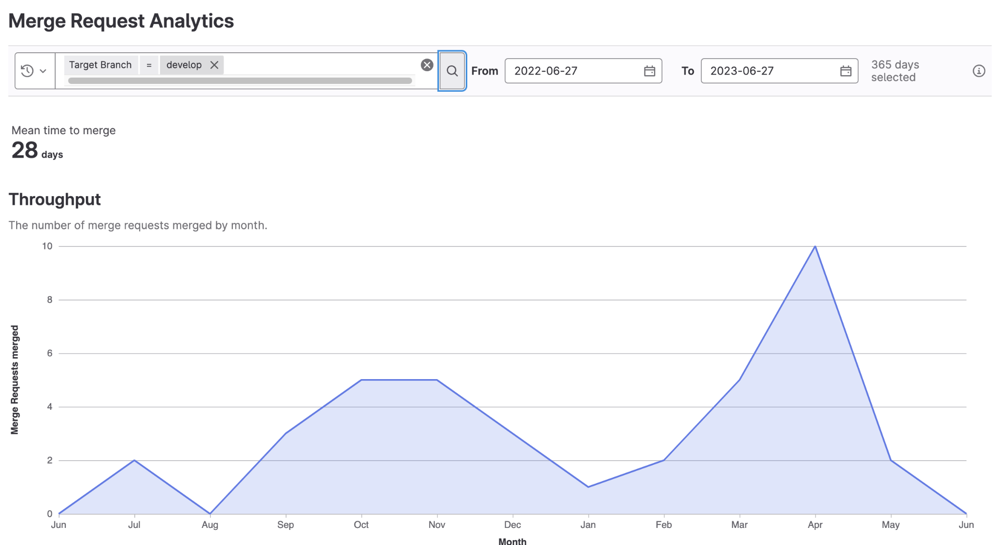 Merge Request Analytics
Target Branch = develop
From 2022-06-27 To 2023-06-27 365 days
selected
Mean time to merge
28 days
Throughput
The number of merge requests merged by month.
10
8
6
4
2
0
Merge Requests merged
Jun Jul Aug Sep Oct Nov Dec Jan Feb Mar Apr May Jun
Month